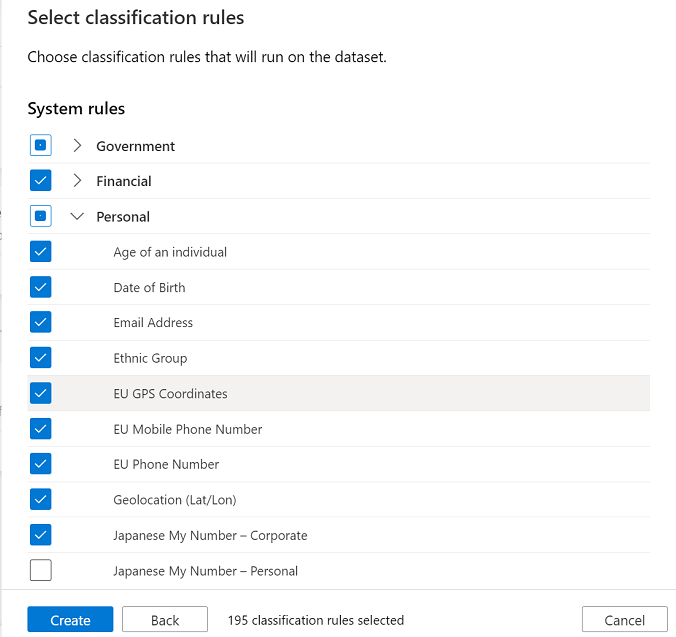 Select classification rules
Choose classification rules that will run on the dataset.
System rules
Government
Financial
Personal
Age of an individual
Date of Birth
Email Address
Ethnic Group
EU GPS Coordinates
EU Mobile Phone Number
EU Phone Number
Geolocation (Lat/Lon)
Japanese My Number – Corporate
Japanese My Number – Personal
Create Back 195 classification rules selected Cancel